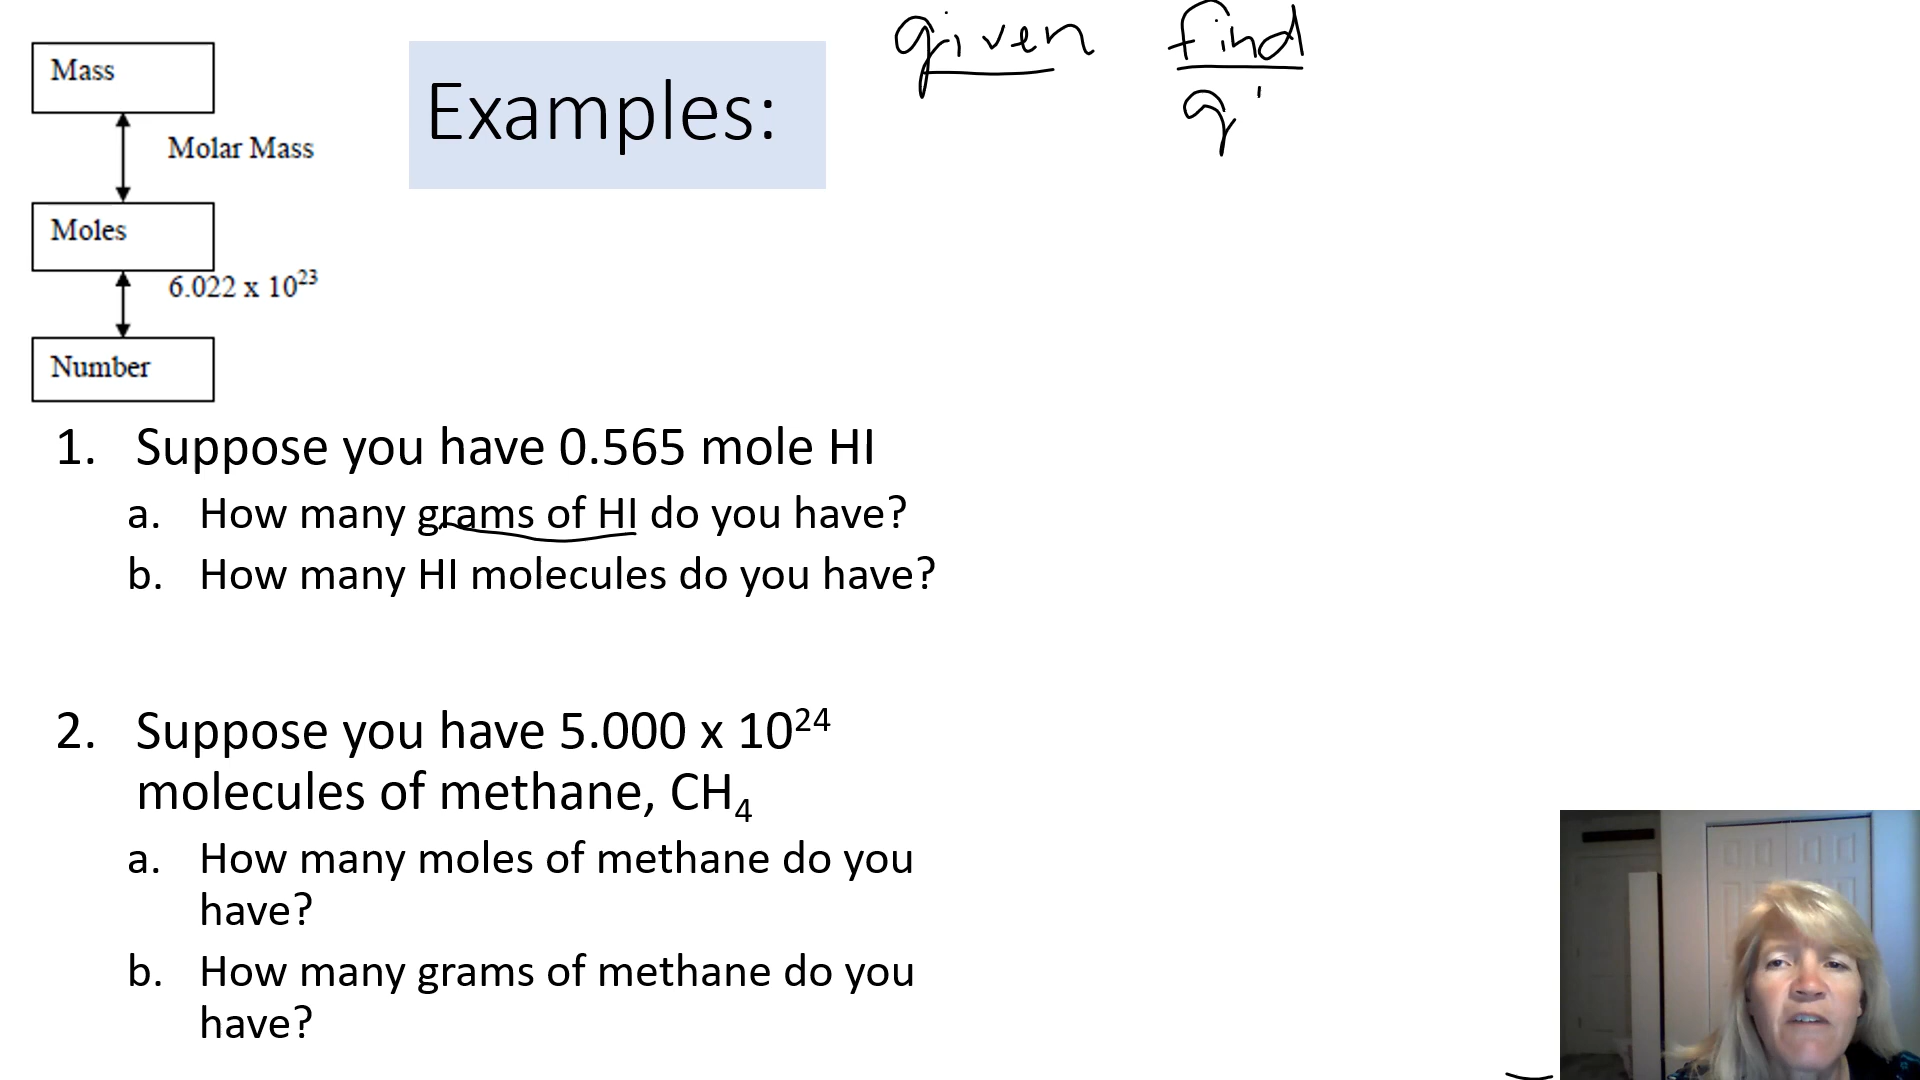 given find
g
Mass
Examples:
Molar Mass
Moles
6.022 x 10²³
Number
1. Suppose you have 0.565 mole HI
a. How many grams of HI do you have?
b. How many HI molecules do you have?
2. Suppose you have 5.000 x 10²⁴
molecules of methane, CH₄
a. How many moles of methane do you
have?
b. How many grams of methane do you
have?